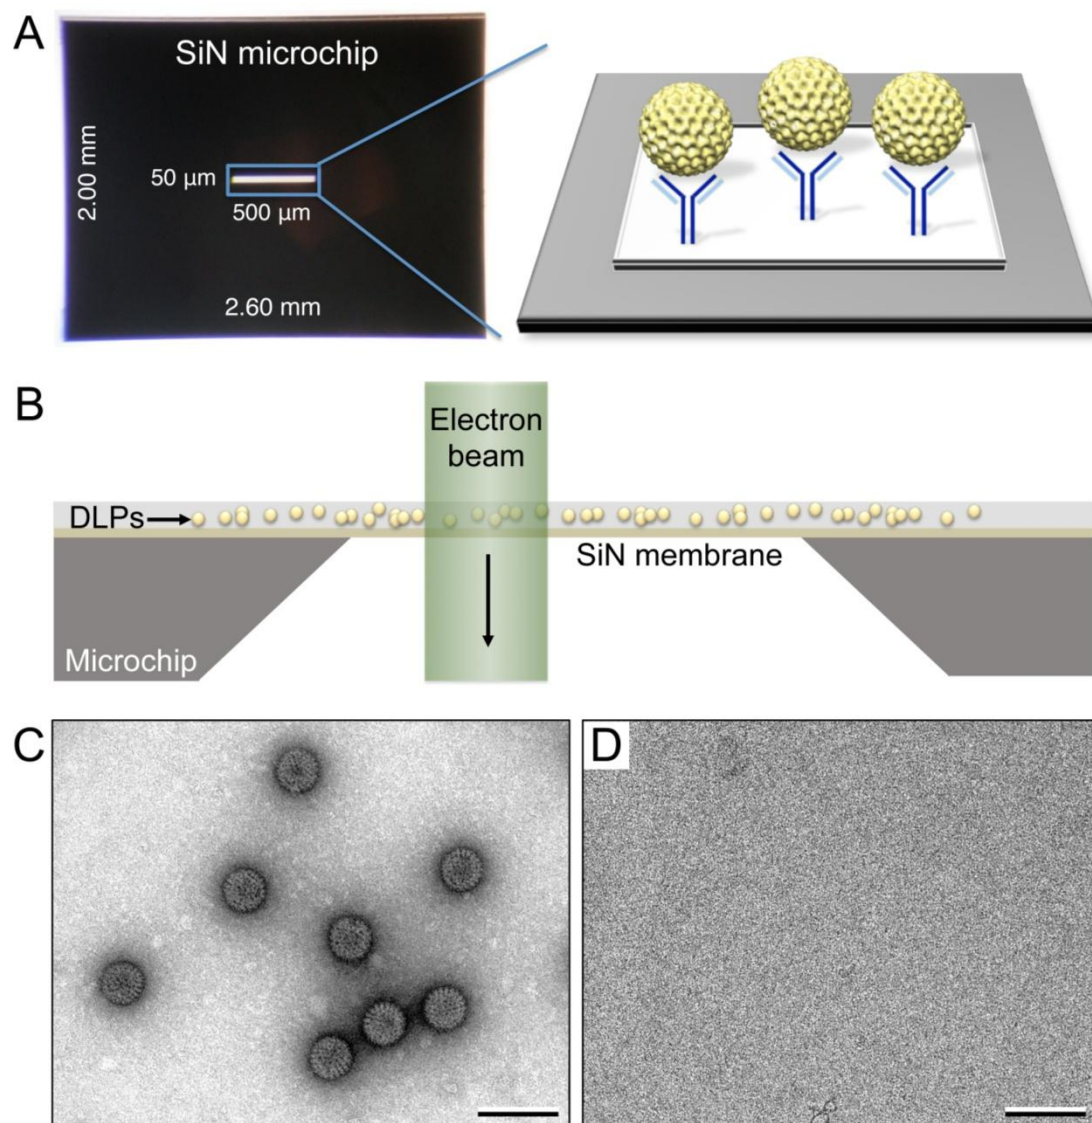 A
SiN microchip
2.00 mm
50 µm
500 µm
2.60 mm
B
Electron
beam
DLPs
SiN membrane
Microchip
C
D